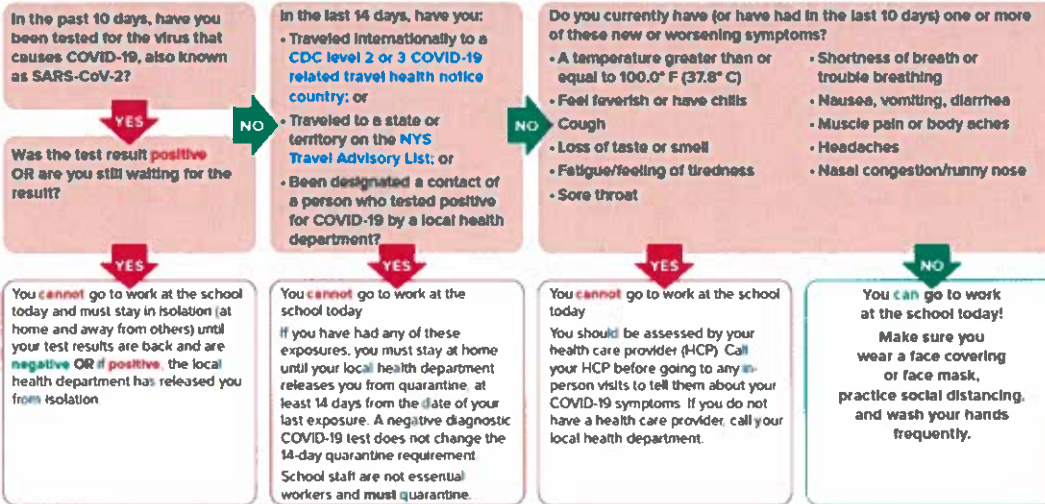 In the past 10 days, have you
been tested for the virus that
causes COVID-19, also known
as SARS-CoV-2?
YES
Was the test result positive
OR are you still waiting for the
result?
YES
You cannot go to work at the school
today and must stay in isolation (at
home and away from others) until
your test results are back and are
negative OR if positive, the local
health department has released you
from isolation
NO
In the last 14 days, have you:
• Traveled internationally to a
CDC level 2 or 3 COVID-19
related travel health notice
country; or
• Traveled to a state or
territory on the NYS
Travel Advisory List; or
• Been designated a contact of
a person who tested positive
for COVID-19 by a local health
department?
YES
You cannot go to work at the
school today
If you have had any of these
exposures, you must stay at home
until your local health department
releases you from quarantine, at
least 14 days from the date of your
last exposure. A negative diagnostic
COVID-19 test does not change the
14-day quarantine requirement
School staff are not essential
workers and must quarantine.
NO
Do you currently have (or have had in the last 10 days) one or more
of these new or worsening symptoms?
• A temperature greater than or
equal to 100.0° F (37.8° C)
• Feel feverish or have chills
• Cough
• Loss of taste or smell
• Fatigue/feeling of tiredness
• Sore throat
• Shortness of breath or
trouble breathing
• Nausea, vomiting, diarrhea
• Muscle pain or body aches
• Headaches
• Nasal congestion/runny nose
YES
You cannot go to work at the school
today
You should be assessed by your
health care provider (HCP). Call
your HCP before going to any in-
person visits to tell them about your
COVID-19 symptoms. If you do not
have a health care provider, call your
local health department.
NO
You can go to work
at the school today!
Make sure you
wear a face covering
or face mask,
practice social distancing,
and wash your hands
frequently.